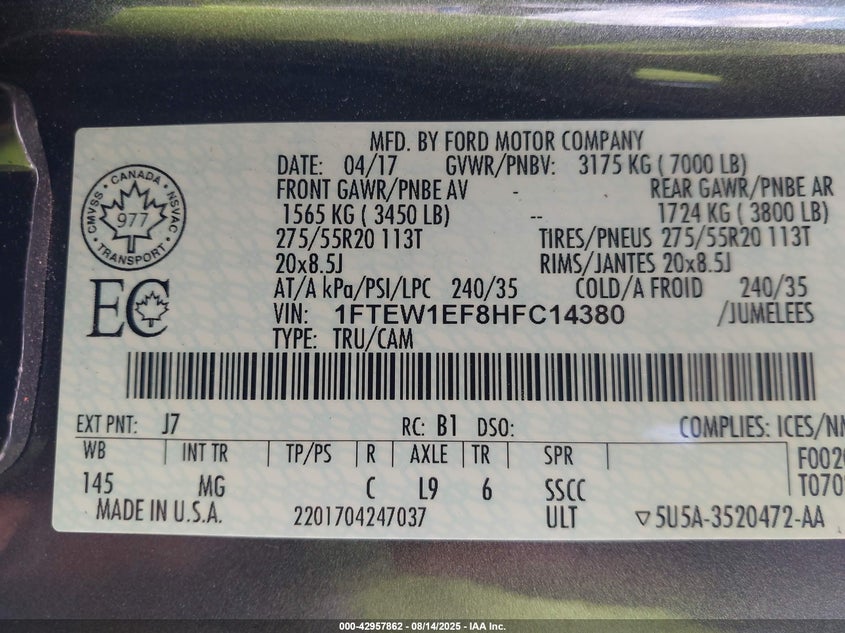 MFD. BY FORD MOTOR COMPANY
DATE: 04/17 GVWR/PNBV: 3175 KG ( 7000 LB)
FRONT GAWR/PNBE AV - REAR GAWR/PNBE AR
1565 KG ( 3450 LB) -- 1724 KG ( 3800 LB)
275/55R20 113T TIRES/PNEUS 275/55R20 113T
20x8.5J RIMS/JANTES 20x8.5J
AT/A kPa/PSI/LPC 240/35 COLD/A FROID 240/35
VIN: 1FTEW1EF8HFC14380 /JUMELEES
TYPE: TRU/CAM
CANADA
CMVSS NSVAC
977
TRANSPORT
EC
EXT PNT: J7 RC: B1 DSO: COMPLIES: ICES/NM
WB INT TR TP/PS R AXLE TR SPR F002
145 MG C L9 6 SSCC T070
MADE IN U.S.A. 2201704247037 ULT ▽5U5A-3520472-AA
000-42957862 - 08/14/2025 - IAA Inc.